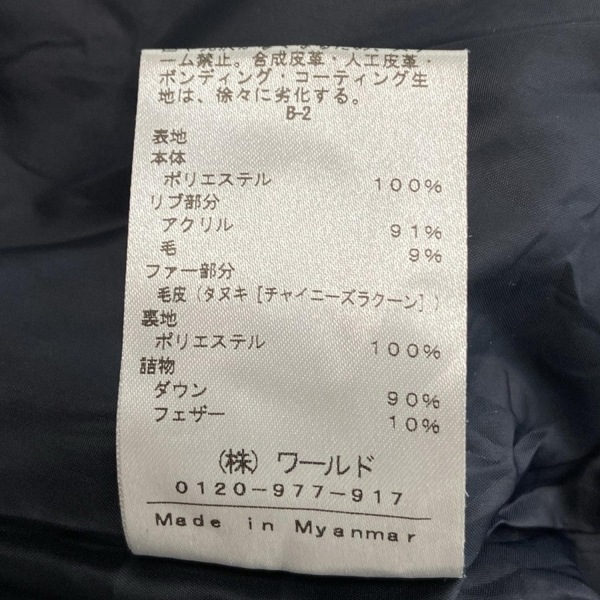 ーム禁止。合成皮革・人工皮革・
ボンディング・コーティング生
地は、徐々に劣化する。
B-2
表地
本体
ポリエステル 100%
リブ部分
アクリル 91%
毛 9%
ファー部分
毛皮(タヌキ[チャイニーズラクーン])
裏地
ポリエステル 100%
詰物
ダウン 90%
フェザー 10%
(株)ワールド
0120-977-917
Made in Myanmar